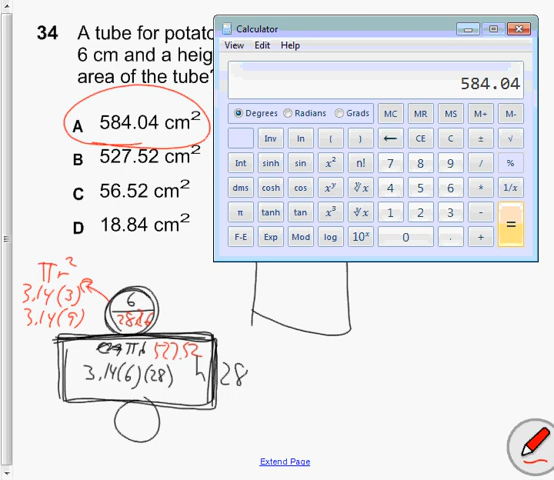 34 A tube for potato
6 cm and a heig
area of the tube?
A 584.04 cm²
B 527.52 cm²
C 56.52 cm²
D 18.84 cm²
Calculator
View Edit Help
584.04
Degrees Radians Grads MC MR MS M+ M-
Inv ln ( ) ← CE C ± √
Int sinh sin x² n! 7 8 9 / %
dms cosh cos xʸ ʸ√x 4 5 6 * 1/x
π tanh tan x³ ³√x 1 2 3 - =
F-E Exp Mod log 10ˣ 0 . +
πr²
3.14(3)²
3.14(9)
6
28.26
πd 527.52
3.14(6)(28) h 28
Extend Page